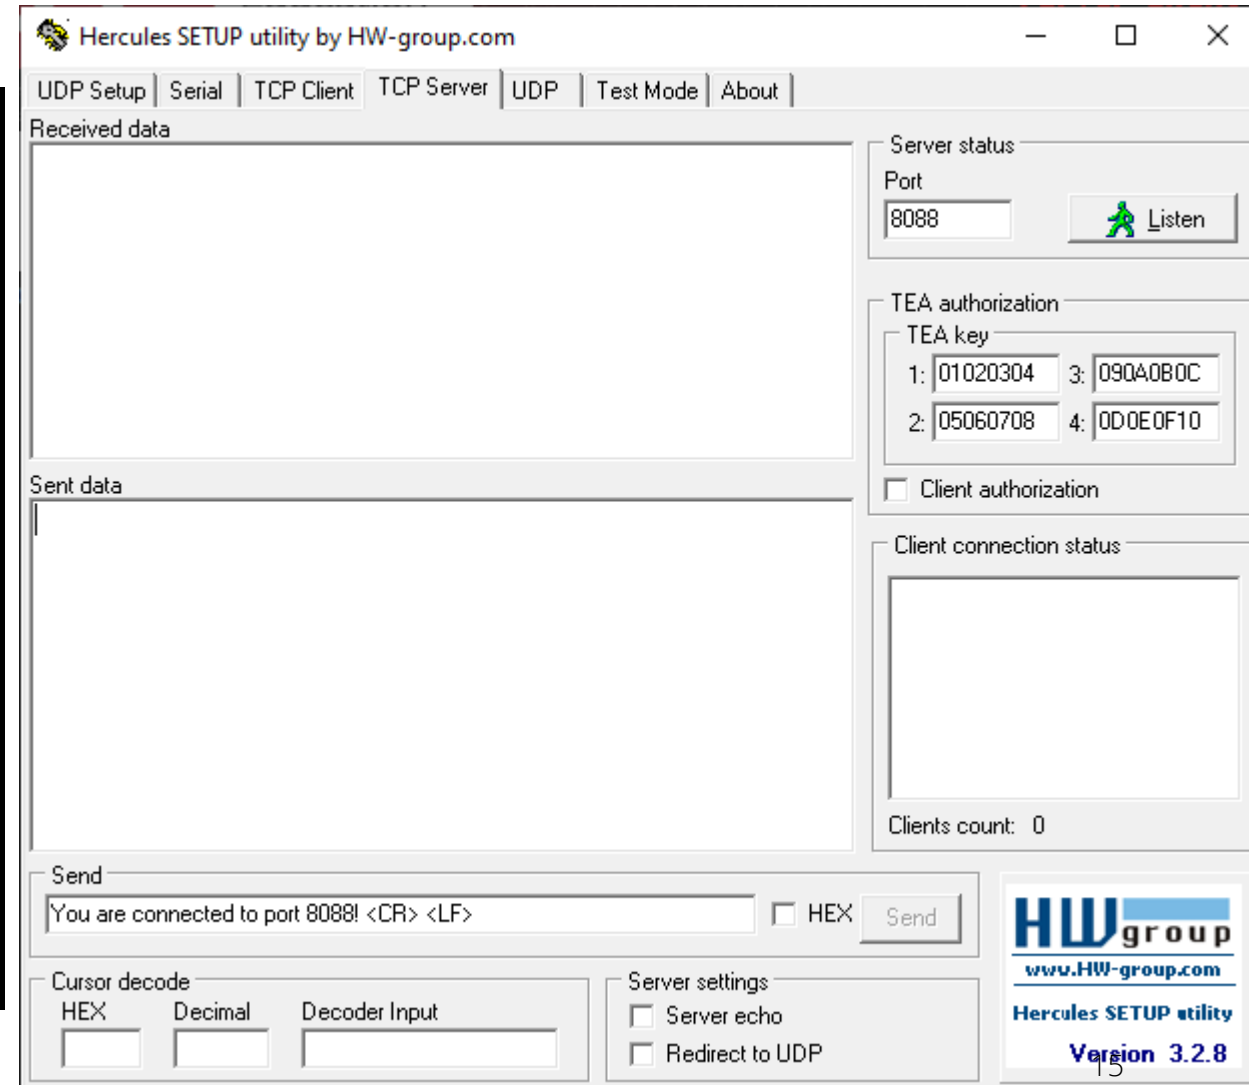 Hercules SETUP utility by HW-group.com
UDP Setup Serial TCP Client TCP Server UDP Test Mode About
Received data
Server status
Port
8088 Listen
TEA authorization
TEA key
1: 01020304 3: 090A0B0C
2: 05060708 4: 0D0E0F10
Client authorization
Sent data
Client connection status
Clients count: 0
Send
You are connected to port 8088! <CR> <LF> HEX Send
Cursor decode
HEX Decimal Decoder Input
Server settings
Server echo
Redirect to UDP
HW group
www.HW-group.com
Hercules SETUP utility
Version 3.2.8
15